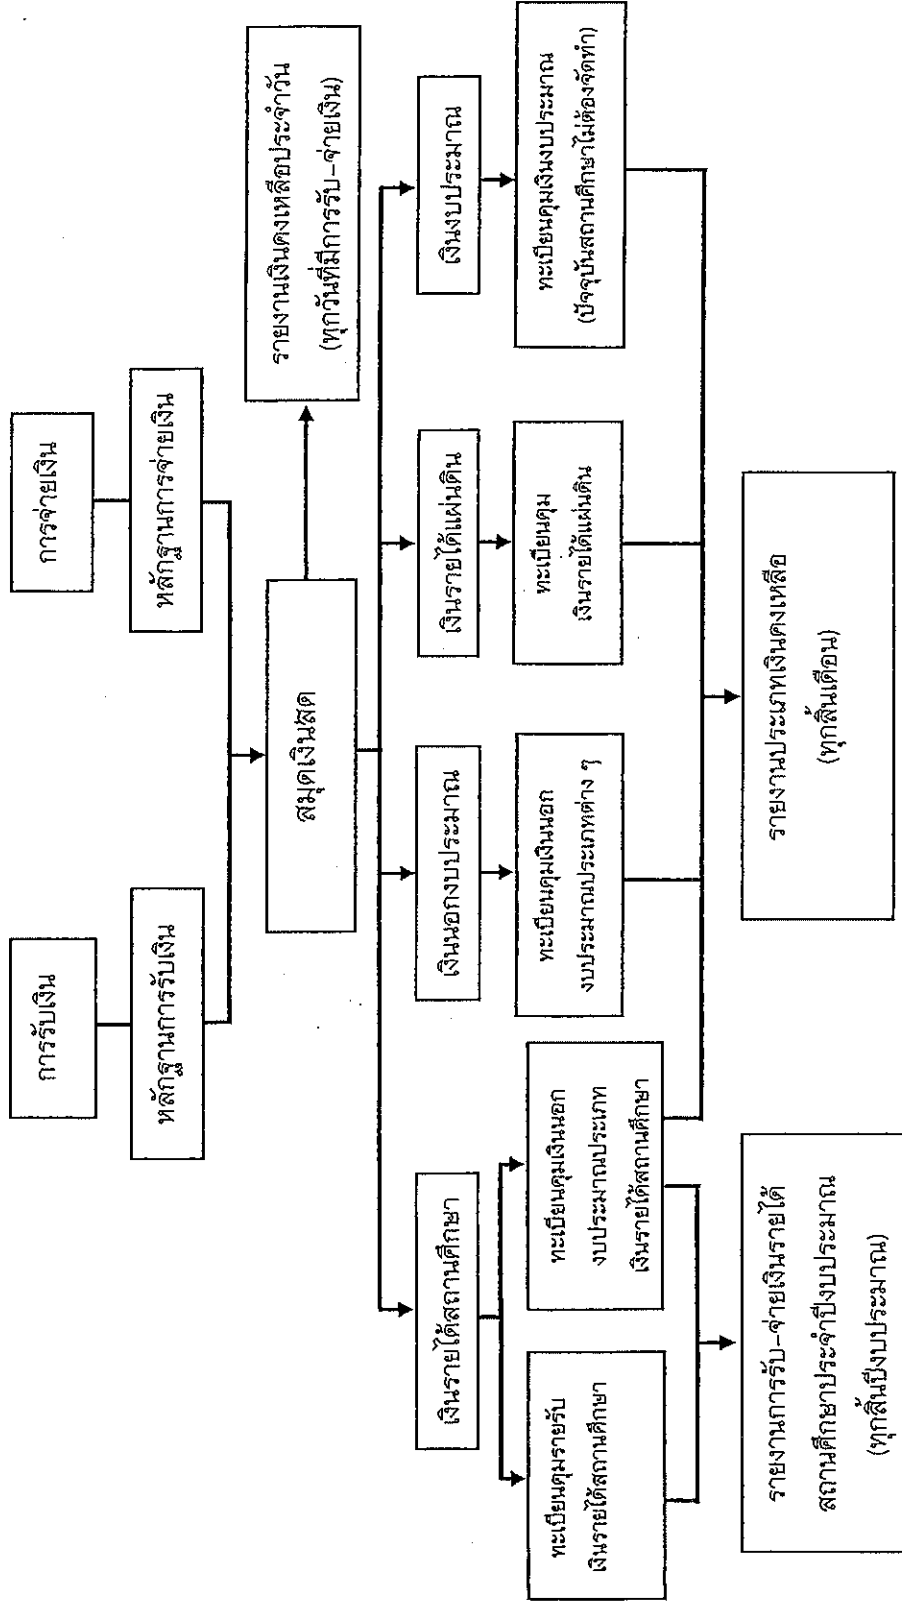 การรับเงิน
การจ่ายเงิน
หลักฐานการรับเงิน
หลักฐานการจ่ายเงิน
สมุดเงินสด
รายงานเงินคงเหลือประจำวัน
(ทุกวันที่มีการรับ-จ่ายเงิน)
เงินรายได้สถานศึกษา
เงินนอกงบประมาณ
เงินรายได้แผ่นดิน
เงินงบประมาณ
ทะเบียนคุมรายรับ
เงินรายได้สถานศึกษา
ทะเบียนคุมเงินนอก
งบประมาณประเภท
เงินรายได้สถานศึกษา
ทะเบียนคุมเงินนอก
งบประมาณประเภทต่าง ๆ
ทะเบียนคุม
เงินรายได้แผ่นดิน
ทะเบียนคุมเงินงบประมาณ
(ปัจจุบันสถานศึกษาไม่ต้องจัดทำ)
รายงานการรับ-จ่ายเงินรายได้
สถานศึกษาประจำปีงบประมาณ
(ทุกสิ้นปีงบประมาณ)
รายงานประเภทเงินคงเหลือ
(ทุกสิ้นเดือน)